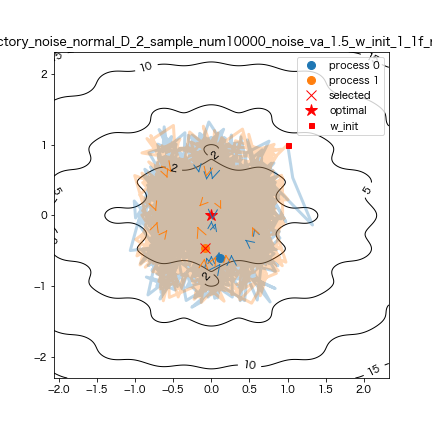 ctory_noise_normal_D_2_sample_num10000_noise_va_1.5_w_init_1_1f_
process 0
process 1
selected
optimal
w_init
2
1
0
−1
−2
−2.0 −1.5 −1.0 −0.5 0.0 0.5 1.0 1.5 2.0
10
2
2
2
5
5
10
15